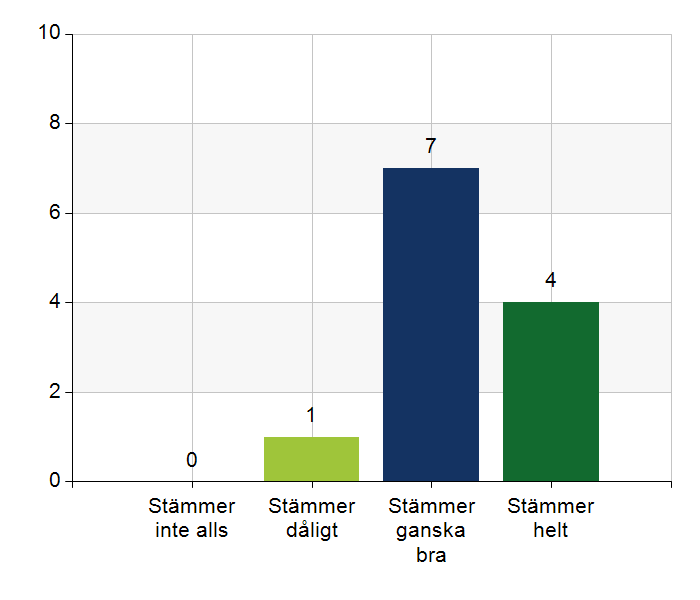 10
8
7
6
4
4
2
1
0
0
Stämmer
inte alls
Stämmer
dåligt
Stämmer
ganska
bra
Stämmer
helt